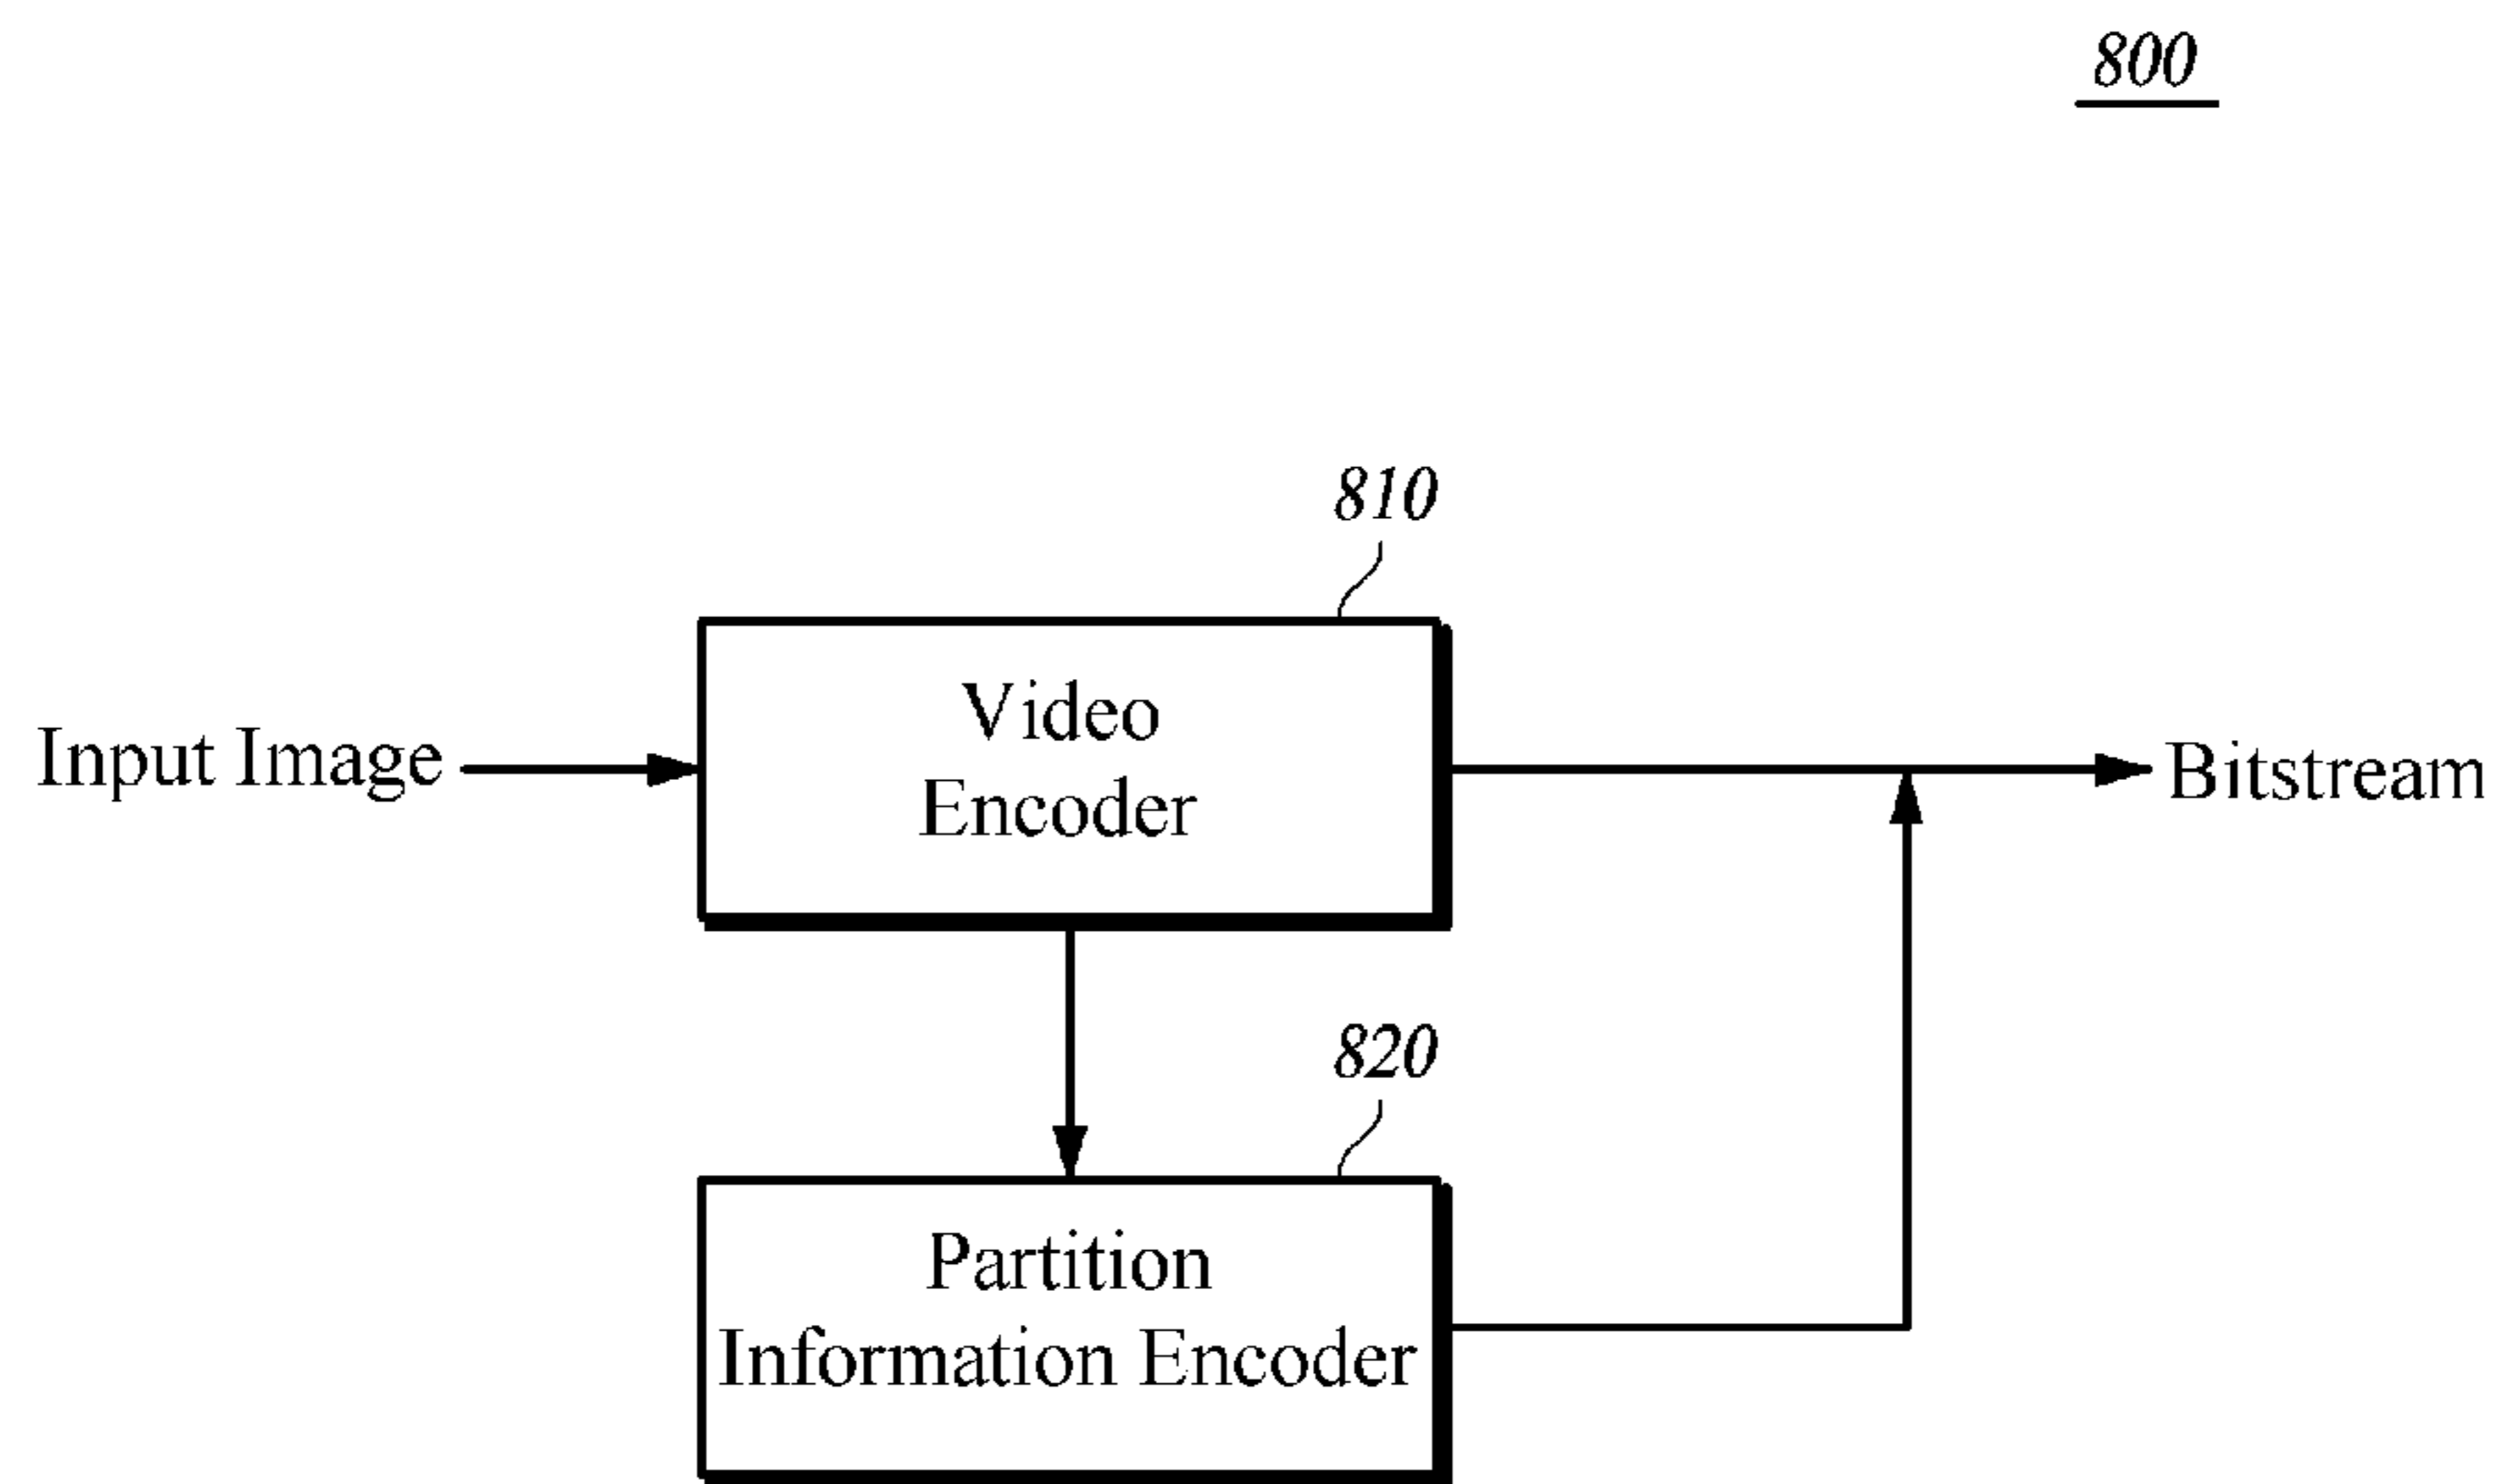 800
810
Video
Encoder
Input Image
Bitstream
820
Partition
Information Encoder